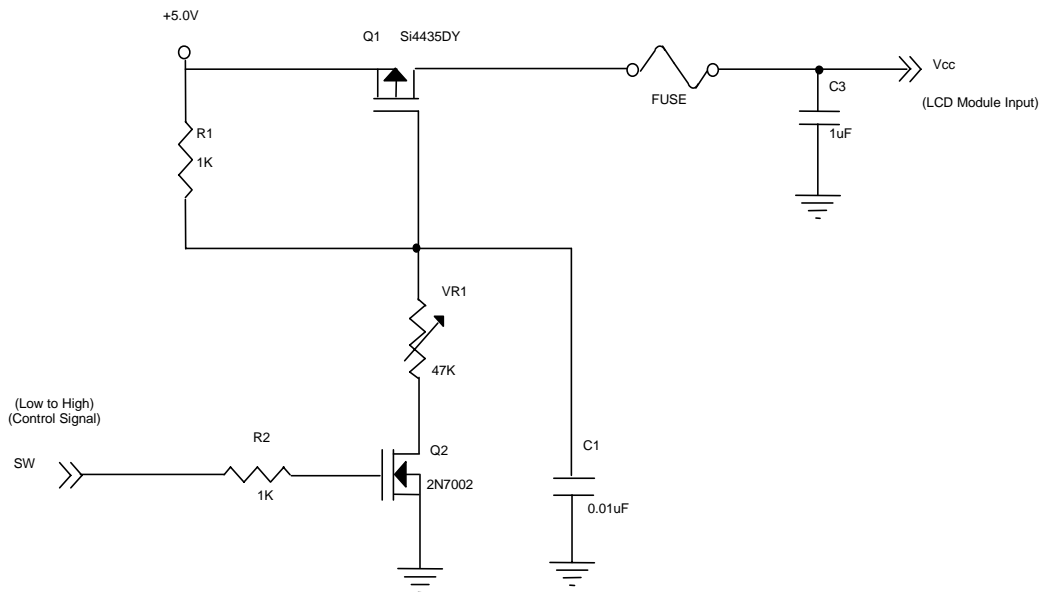 +5.0V
Q1 Si4435DY
Vcc
C3
(LCD Module Input)
FUSE
R1
1K
1uF
VR1
47K
(Low to High)
(Control Signal)
R2
Q2
C1
SW
2N7002
1K
0.01uF